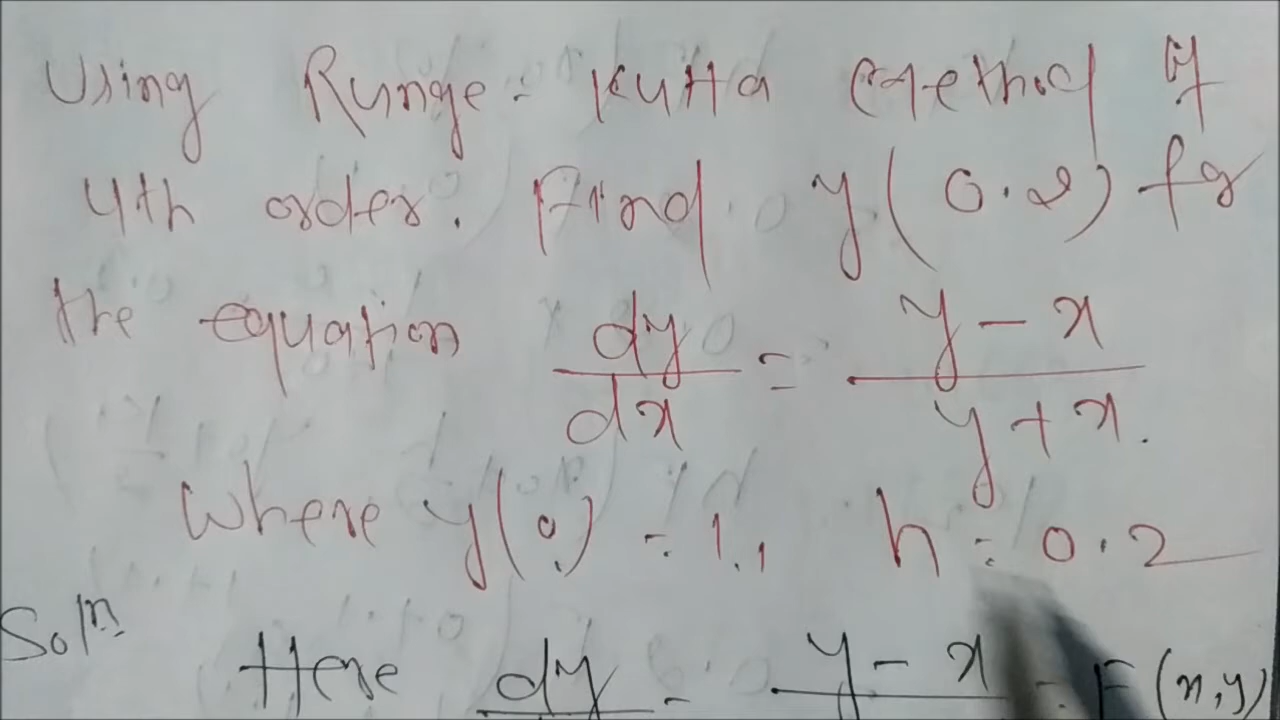 Using Runge-Kutta method of
4th order. Find y(0.2) for
the equation dy/dx = y-x/y+x.
Where y(0)=1., h=0.2
Soln Here dy = y-x = F(x,y)